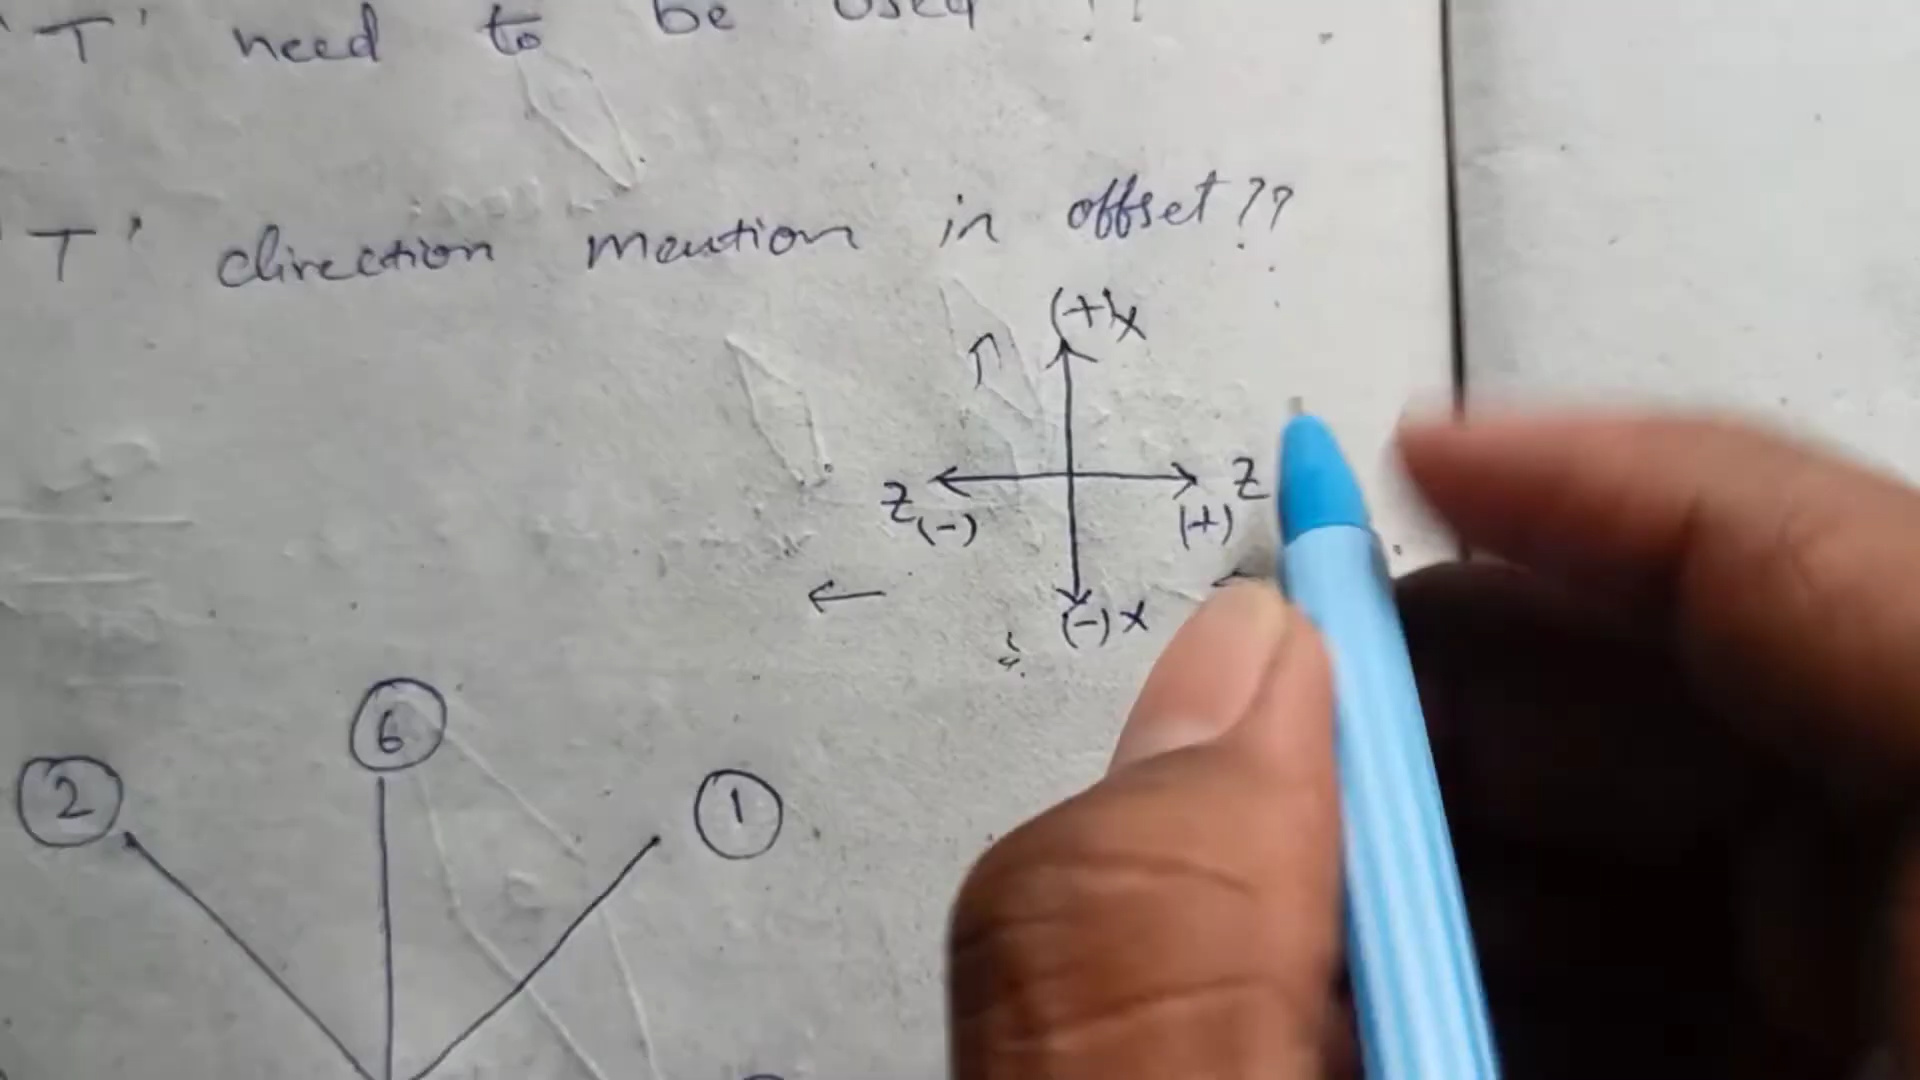 'T' need to be used !!
'T' direction mention in offset??
(+)x
Z Z
(-) (+)
(-)x
6
2 1